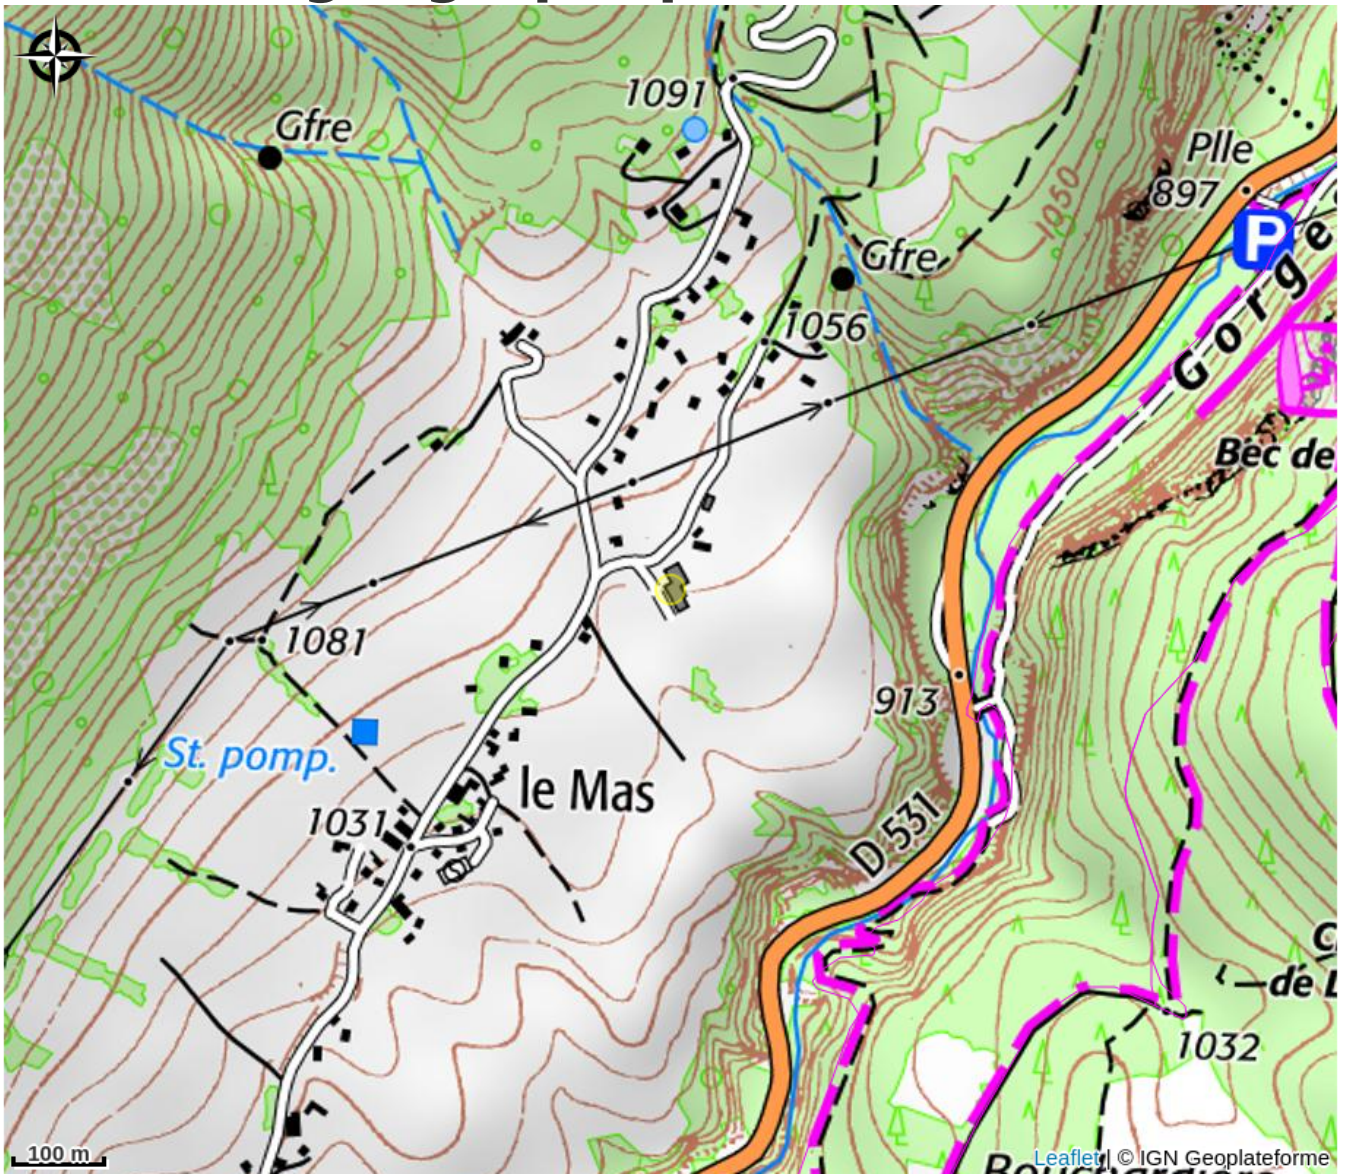 1091
Gfre
Plle
897
P
1050
Gfre
Gorge
1056
Bec de
1081
913
St. pomp.
le Mas
1031
D 531
de
1032
100 m
Leaflet | © IGN Geoplateforme